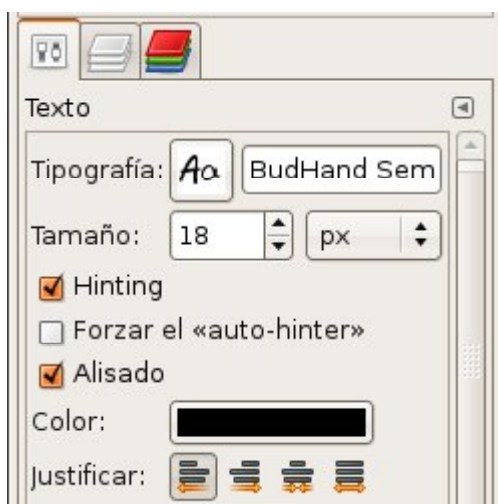 Texto
Tipografía: Aa BudHand Sem
Tamaño: 18 px
Hinting
Forzar el «auto-hinter»
Alisado
Color:
Justificar: